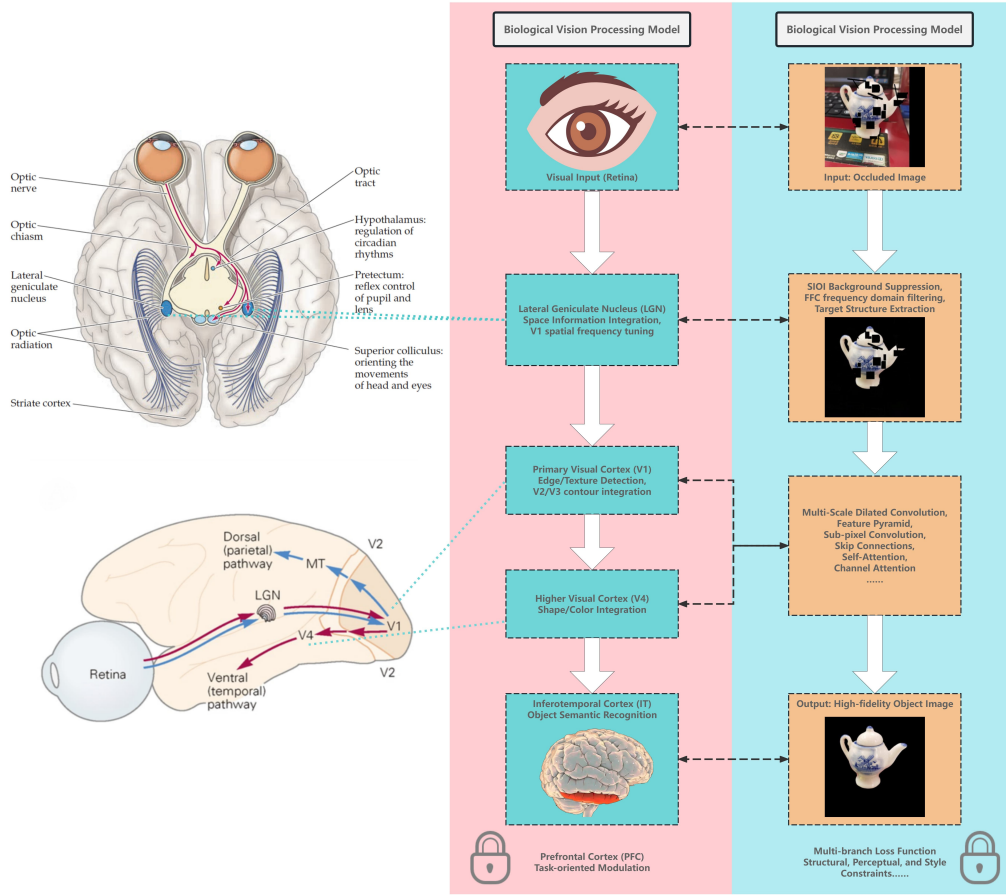 Optic
nerve
Optic
chiasm
Lateral
geniculate
nucleus
Optic
radiation
Striate cortex
Optic
tract
Hypothalamus:
regulation of
circadian
rhythms
Pretectum:
reflex control
of pupil and
lens
Superior colliculus:
orienting the
movements
of head and eyes
Dorsal
(parietal)
pathway
MT
V2
LGN
V1
V4
V2
Retina
Ventral
(temporal)
pathway
Biological Vision Processing Model
Visual Input (Retina)
Lateral Geniculate Nucleus (LGN)
Space Information Integration,
V1 spatial frequency tuning
Primary Visual Cortex (V1)
Edge/Texture Detection,
V2/V3 contour integration
Higher Visual Cortex (V4)
Shape/Color Integration
Inferotemporal Cortex (IT)
Object Semantic Recognition
Prefrontal Cortex (PFC)
Task-oriented Modulation
Biological Vision Processing Model
Input: Occluded Image
SIOI Background Suppression,
FFC frequency domain filtering,
Target Structure Extraction
Multi-Scale Dilated Convolution,
Feature Pyramid,
Sub-pixel Convolution,
Skip Connections,
Self-Attention,
Channel Attention
......
Output: High-fidelity Object Image
Multi-branch Loss Function
Structural, Perceptual, and Style
Constraints......